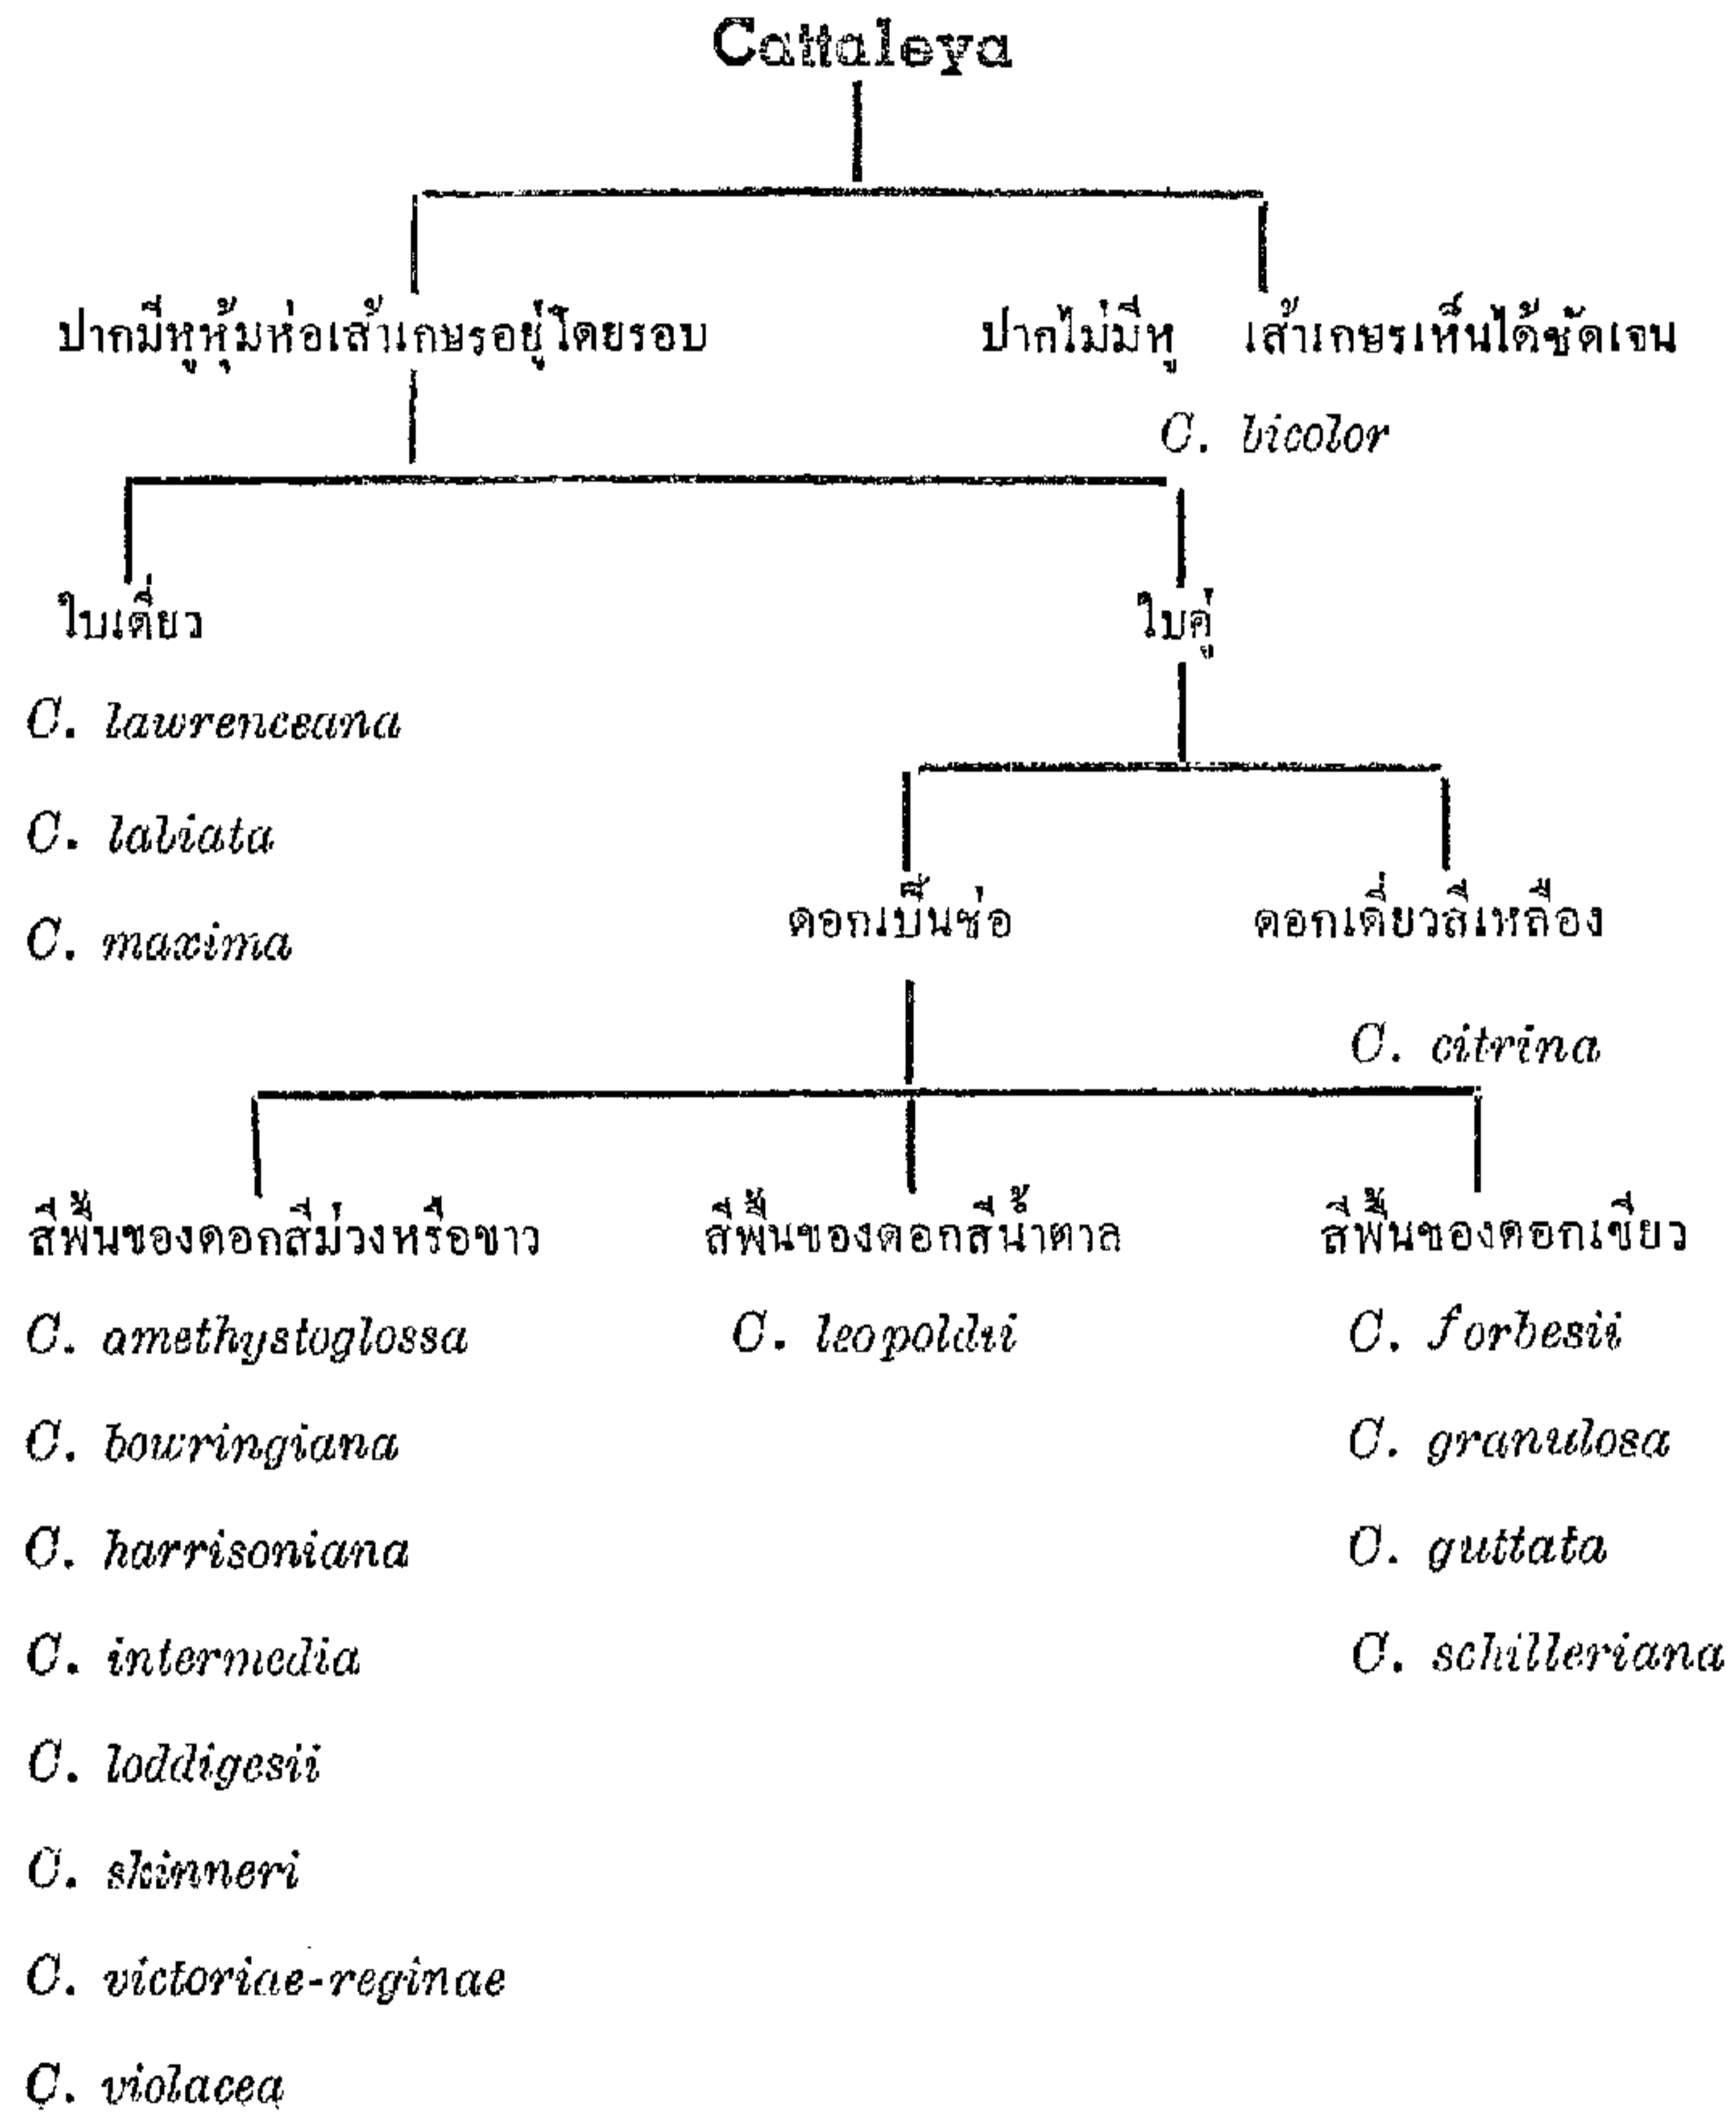 Cattaleya
ปากมีหูหุ้มห่อเส้าเกษรอยู่โดยรอบ
ปากไม่มีหู เส้าเกษรเห็นได้ชัดเจน
C. bicolor
ใบเดี่ยว
ใบคู่
C. lawrenceana
C. labiata
C. maxima
ดอกเป็นช่อ
ดอกเดี่ยวสีเหลือง
C. citrina
สีพื้นของดอกสีม่วงหรือขาว
สีพื้นของดอกสีน้ำตาล
สีพื้นของดอกเขียว
C. amethystoglossa
C. leopoldii
C. forbesii
C. bowringiana
C. granulosa
C. harrisoniana
C. guttata
C. intermedia
C. schilleriana
C. loddigesii
C. skinneri
C. victoriae-reginae
C. violacea